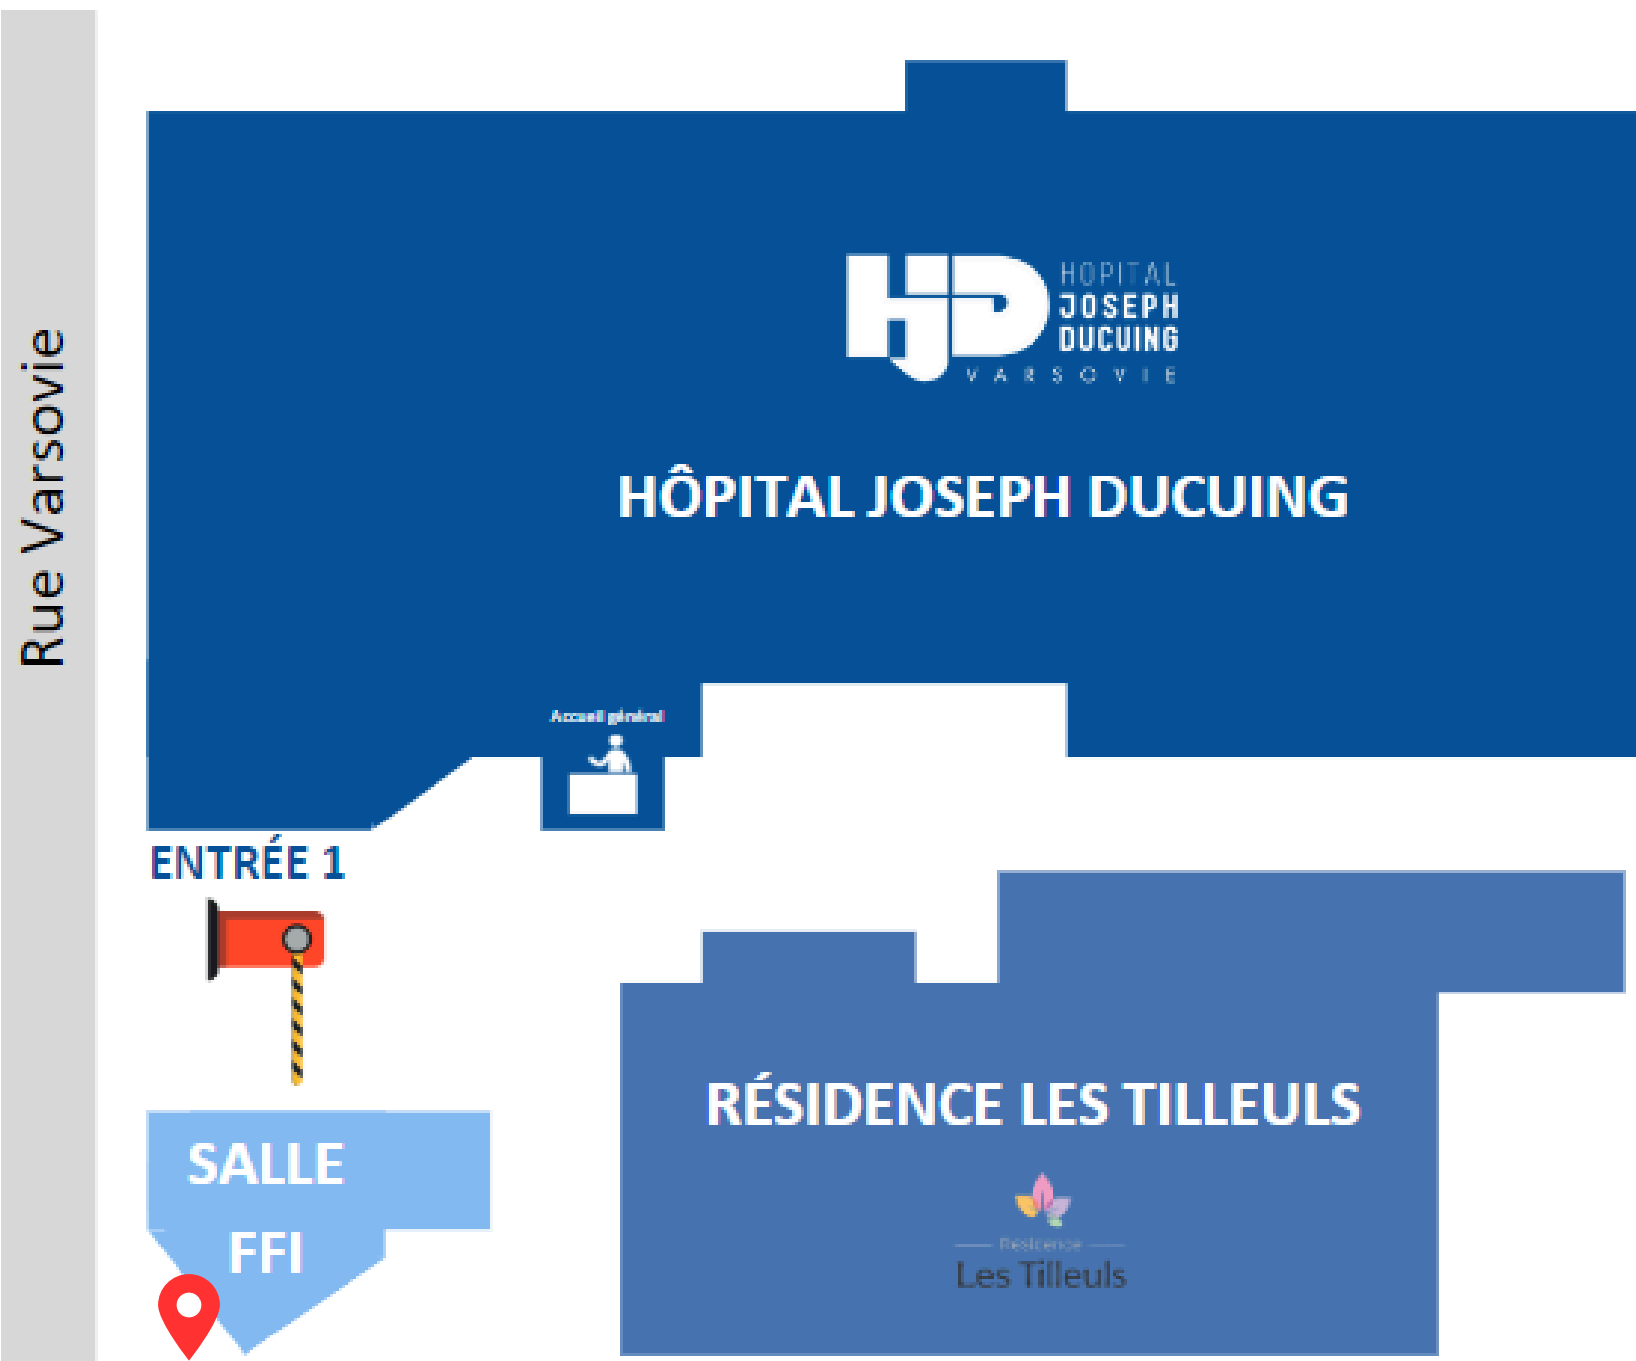 Rue Varsovie
HOPITAL
JOSEPH
DUCUING
VARSOVIE
HÔPITAL JOSEPH DUCUING
Accueil général
ENTRÉE 1
SALLE
FFI
RÉSIDENCE LES TILLEULS
Résidence
Les Tilleuls